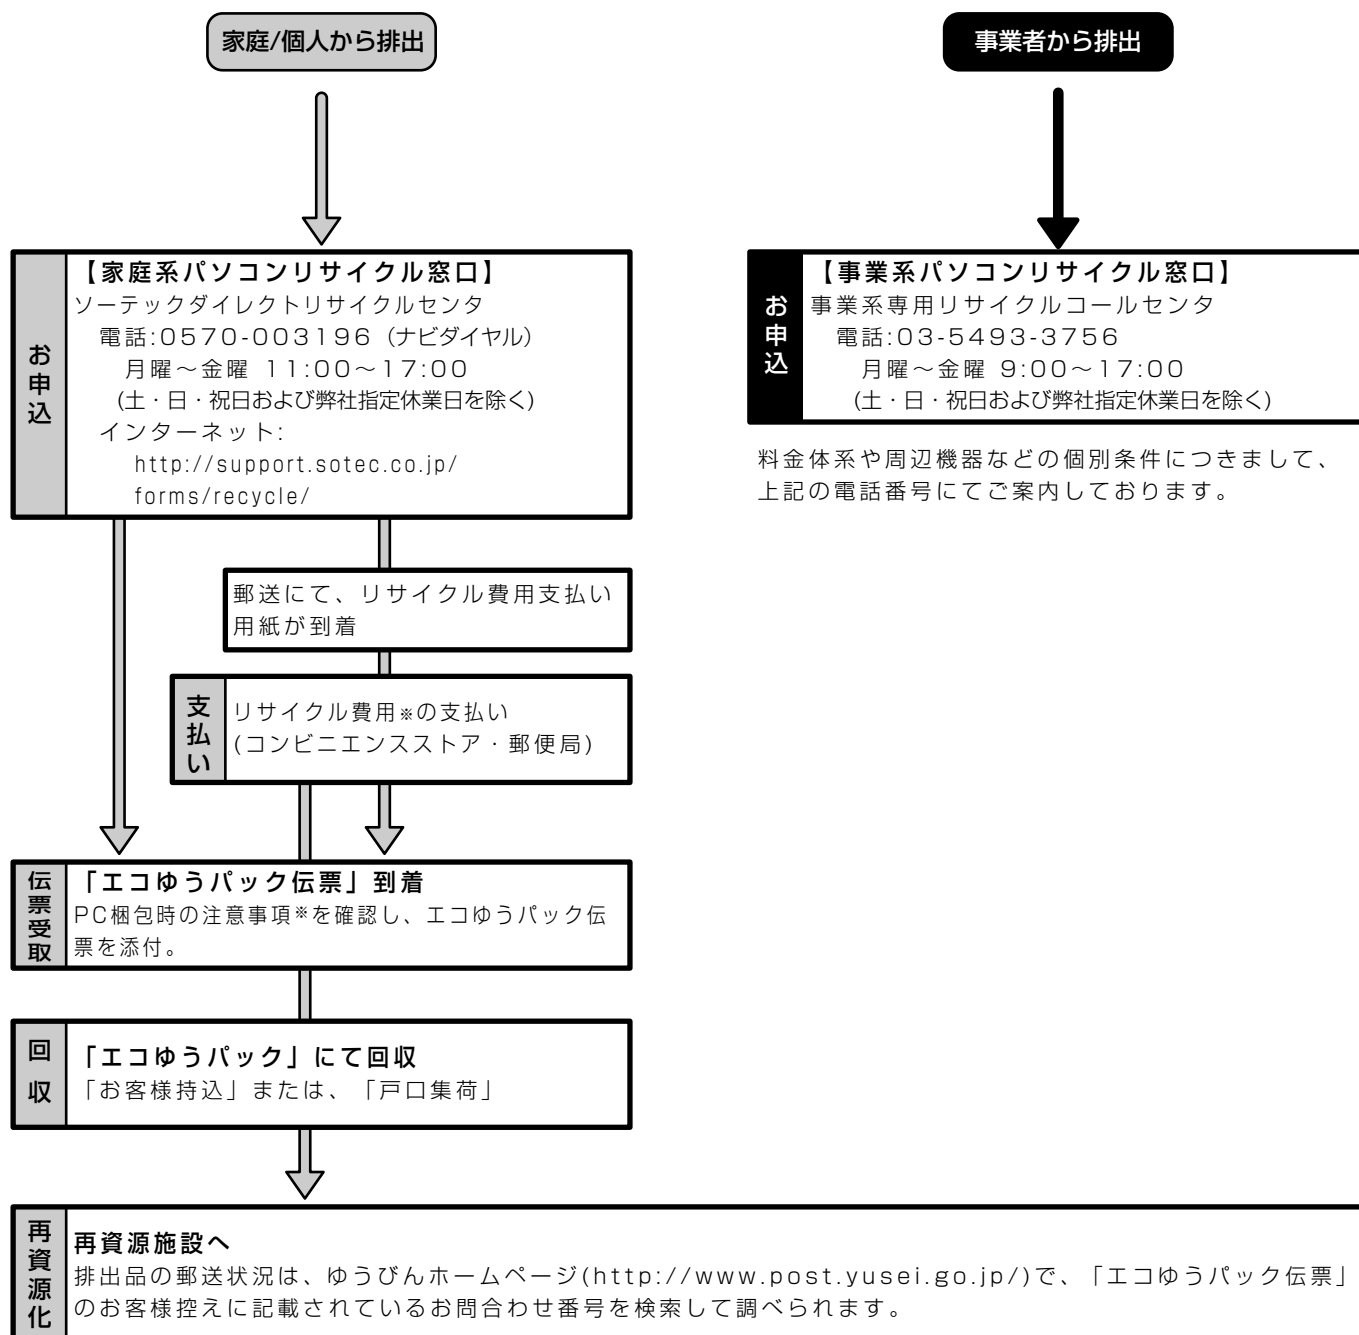 家庭/個人から排出
事業者から排出
お申込
【家庭系パソコンリサイクル窓口】
ソーテックダイレクトリサイクルセンタ
電話:0570-003196（ナビダイヤル）
月曜～金曜 11:00～17:00
(土・日・祝日および弊社指定休業日を除く)
インターネット:
http://support.sotec.co.jp/
forms/recycle/
お申込
【事業系パソコンリサイクル窓口】
事業系専用リサイクルコールセンタ
電話:03-5493-3756
月曜～金曜 9:00～17:00
(土・日・祝日および弊社指定休業日を除く)
料金体系や周辺機器などの個別条件につきまして、
上記の電話番号にてご案内しております。
郵送にて、リサイクル費用支払い
用紙が到着
支払い
リサイクル費用※の支払い
(コンビニエンスストア・郵便局)
伝票受取
「エコゆうパック伝票」到着
PC梱包時の注意事項※を確認し、エコゆうパック伝
票を添付。
回収
「エコゆうパック」にて回収
「お客様持込」または、「戸口集荷」
再資源化
再資源施設へ
排出品の郵送状況は、ゆうびんホームページ(http://www.post.yusei.go.jp/)で、「エコゆうパック伝票」
のお客様控えに記載されているお問合わせ番号を検索して調べられます。